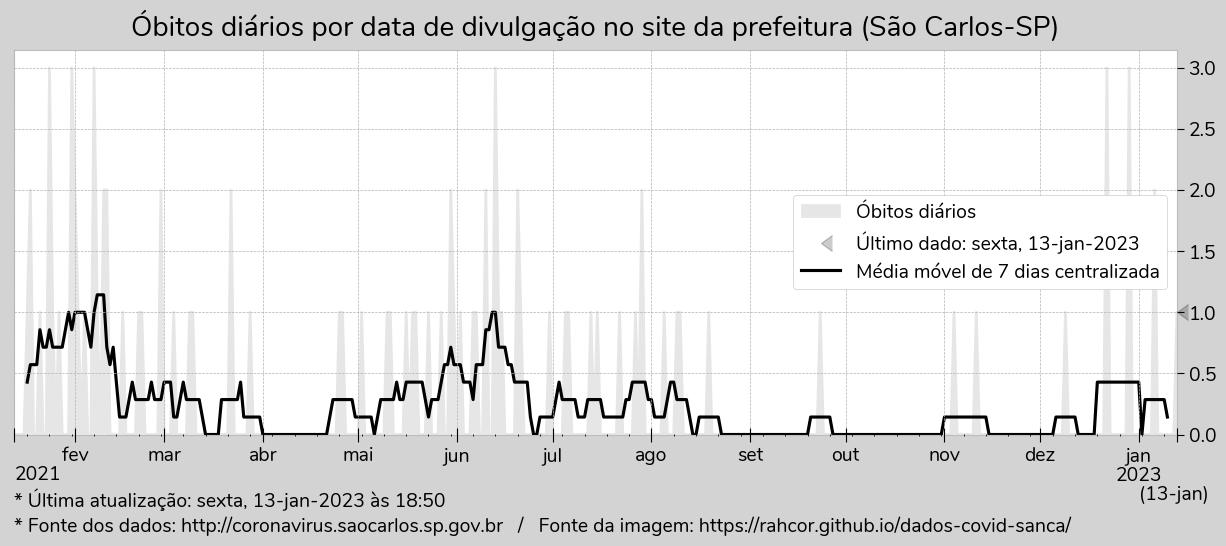 Óbitos diários por data de divulgação no site da prefeitura (São Carlos-SP)
3.0
2.5
2.0
1.5
1.0
0.5
0.0
Óbitos diários
Último dado: sexta, 13-jan-2023
Média móvel de 7 dias centralizada
fev mar abr mai jun jul ago set out nov dez jan
2021 2023
(13-jan)
* Última atualização: sexta, 13-jan-2023 às 18:50
* Fonte dos dados: http://coronavirus.saocarlos.sp.gov.br / Fonte da imagem: https://rahcor.github.io/dados-covid-sanca/